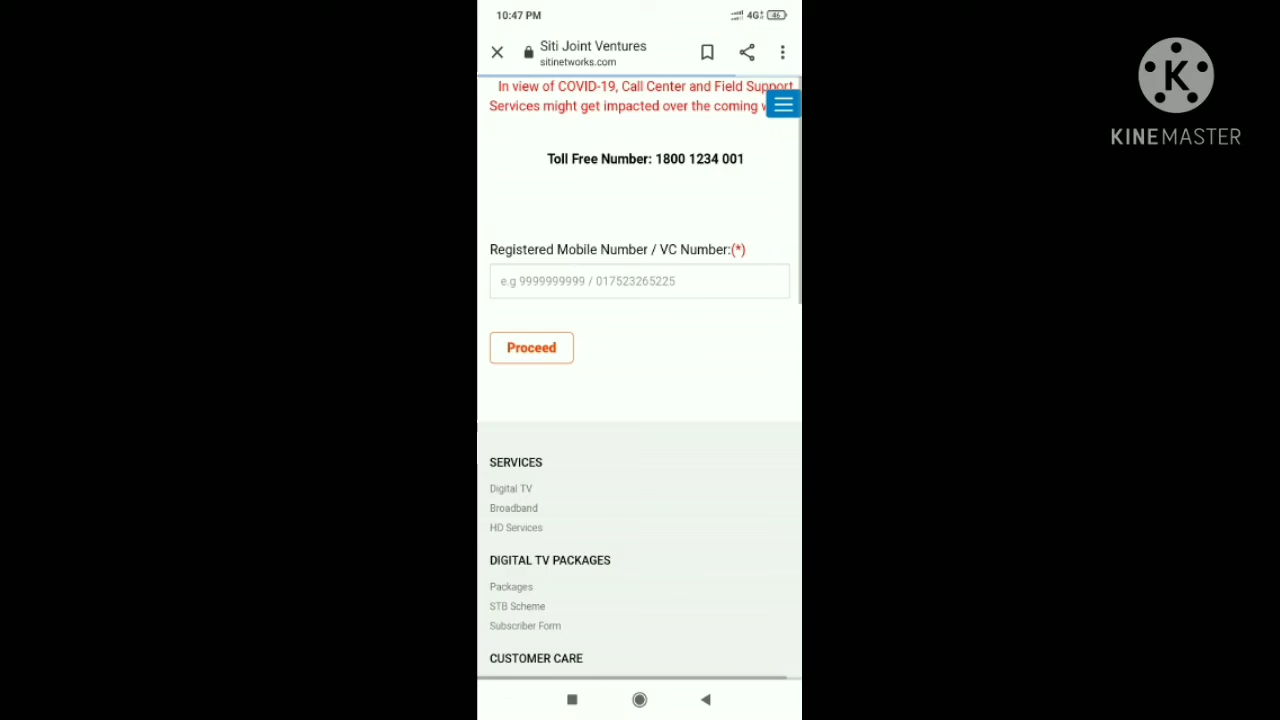 10:47 PM
4G
46
Siti Joint Ventures
sitinetworks.com
In view of COVID-19, Call Center and Field Support
Services might get impacted over the coming
Toll Free Number: 1800 1234 001
Registered Mobile Number / VC Number:(*)
e.g 9999999999 / 017523265225
Proceed
SERVICES
Digital TV
Broadband
HD Services
DIGITAL TV PACKAGES
Packages
STB Scheme
Subscriber Form
CUSTOMER CARE
K
KINEMASTER